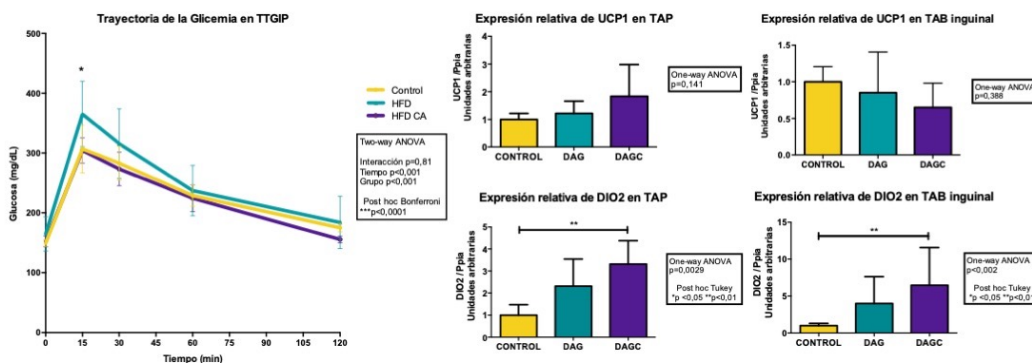 Trayectoria de la Glicemia en TTGIP
Glucosa (mg/dL)
400
300
200
100
0
*
0
15
30
60
120
Tiempo (min)
Control
HFD
HFD CA
Two-way ANOVA
Interacción p=0,81
Tiempo p<0,001
Grupo p<0,001
Post hoc Bonferroni
***p<0,0001
Expresión relativa de UCP1 en TAP
UCP1 /Ppia
Unidades arbitrarias
4
3
2
1
0
CONTROL
DAG
DAGC
One-way ANOVA
p=0,141
Expresión relativa de UCP1 en TAB inguinal
UCP1/Ppia
Unidades arbitrarias
1.5
1.0
0.5
0.0
CONTROL
DAG
DAGC
One-way ANOVA
p=0,388
Expresión relativa de DIO2 en TAP
DIO2 /Ppia
Unidades arbitrarias
5
4
3
2
1
0
**
CONTROL
DAG
DAGC
One-way ANOVA
p=0,0029
Post hoc Tukey
*p <0,05 **p<0,01
Expresión relativa de DIO2 en TAB inguinal
DIO2 / Ppia
Unidades arbitrarias
15
10
5
0
**
CONTROL
DAG
DAGC
One-way ANOVA
p<0,002
Post hoc Tukey
*p <0,05 **p<0,01